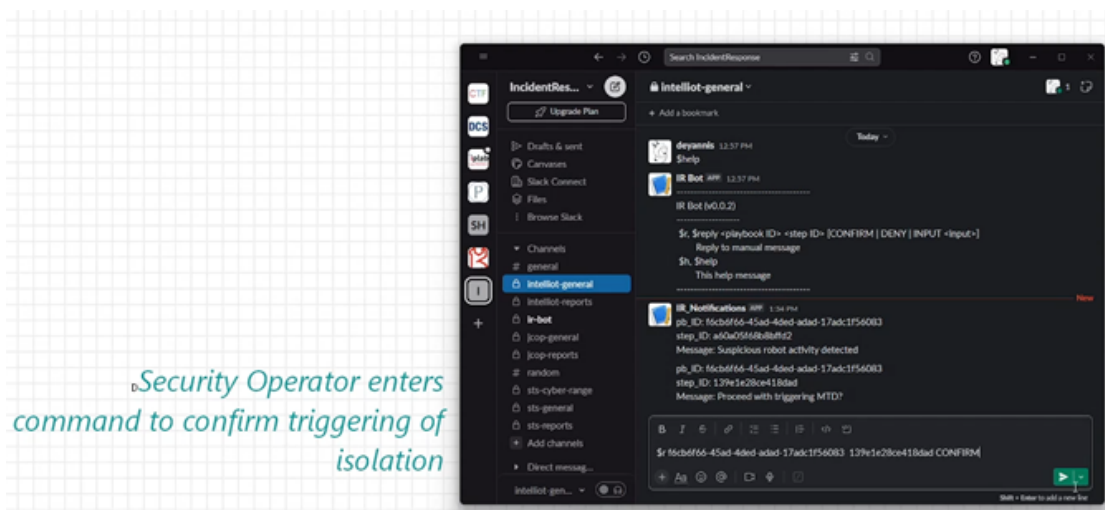 Security Operator enters
command to confirm triggering of
isolation
Search IncidentResponse
CTF
DCS
P
SH
I
IncidentRes...
Upgrade Plan
Drafts & sent
Canvases
Slack Connect
Files
Browse Slack
Channels
# general
intelliot-general
intelliot-reports
ir-bot
jcop-general
jcop-reports
# random
sts-cyber-range
sts-general
sts-reports
+ Add channels
Direct messag...
intelliot-gen...
intelliot-general
1
+ Add a bookmark
Today
deyannis 12:57 PM
$help
IR Bot APP 12:57 PM
----------------------------------------
IR Bot (v0.0.2)
-------------------
$r, $reply <playbook ID> <step ID> [CONFIRM | DENY | INPUT <input>]
Reply to manual message
$h, $help
This help message
----------------------------------------
New
IR_Notifications APP 1:34 PM
pb_ID: f6cb6f66-45ad-4ded-adad-17adc1f56083
step_ID: a60a05f68b8bffd2
Message: Suspicious robot activity detected
pb_ID: f6cb6f66-45ad-4ded-adad-17adc1f56083
step_ID: 139e1e28ce418dad
Message: Proceed with triggering MTD?
$r f6cb6f66-45ad-4ded-adad-17adc1f56083 139e1e28ce418dad CONFIRM
Shift + Enter to add a new line